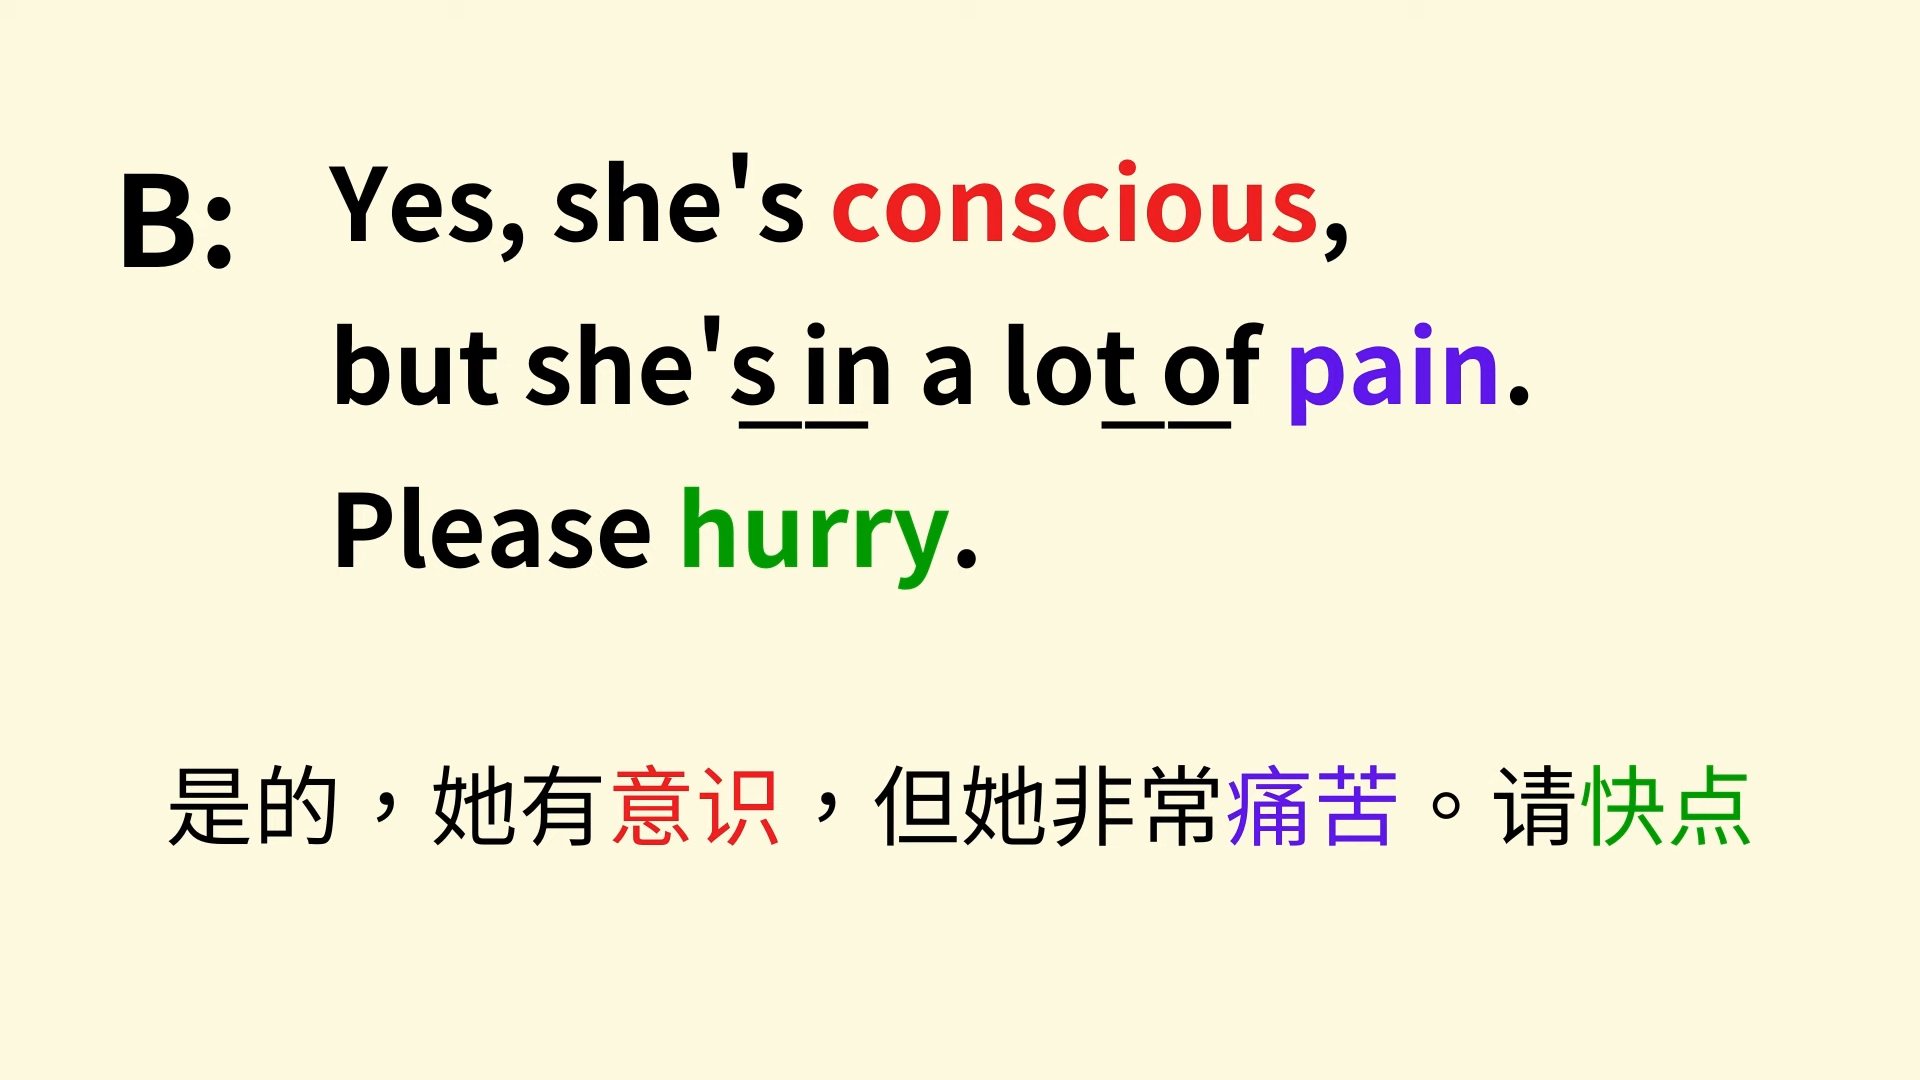 B: Yes, she's conscious,
but she's in a lot of pain.
Please hurry.
是的，她有意识，但她非常痛苦。请快点